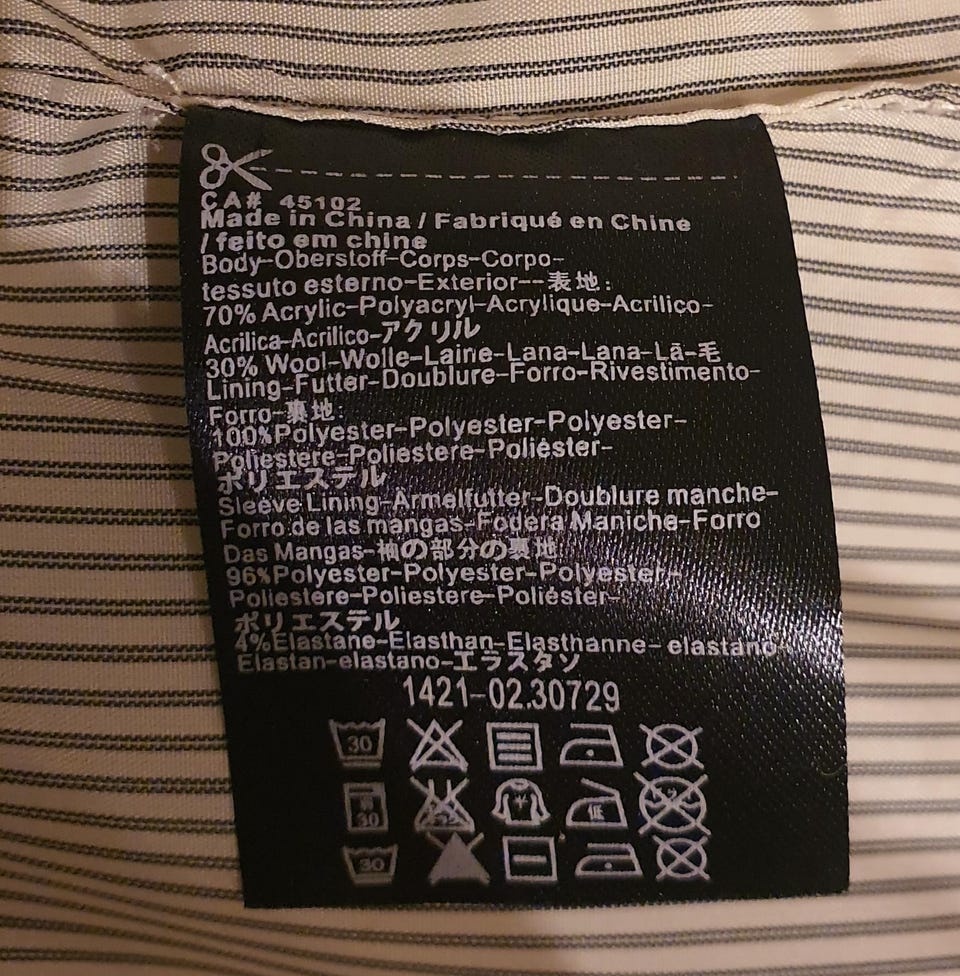 CA# 45102
Made in China / Fabriqué en Chine
/ feito em chine
Body-Oberstoff-Corps-Corpo-
tessuto esterno-Exterior--表地:
70% Acrylic-Polyacryl-Acrylique-Acrilico-
Acrilica-Acrilico-アクリル
30% Wool-Wolle-Laine-Lana-Lana-Lã-毛
Lining-Futter-Doublure-Forro-Rivestimento-
Forro-裏地:
100%Polyester-Polyester-Polyester-
Poliestere-Poliestere-Poliéster-
ポリエステル
Sleeve Lining-Armelfutter-Doublure manche-
Forro de las mangas-Fodera Maniche-Forro
Das Mangas-袖の部分の裏地
96%Polyester-Polyester-Polyester-
Poliestere-Poliestere-Poliéster-
ポリエステル
4%Elastane-Elasthan-Elasthanne- elastano-
Elastan-elastano-エラスタソ
1421-02.30729
30
30 低
30